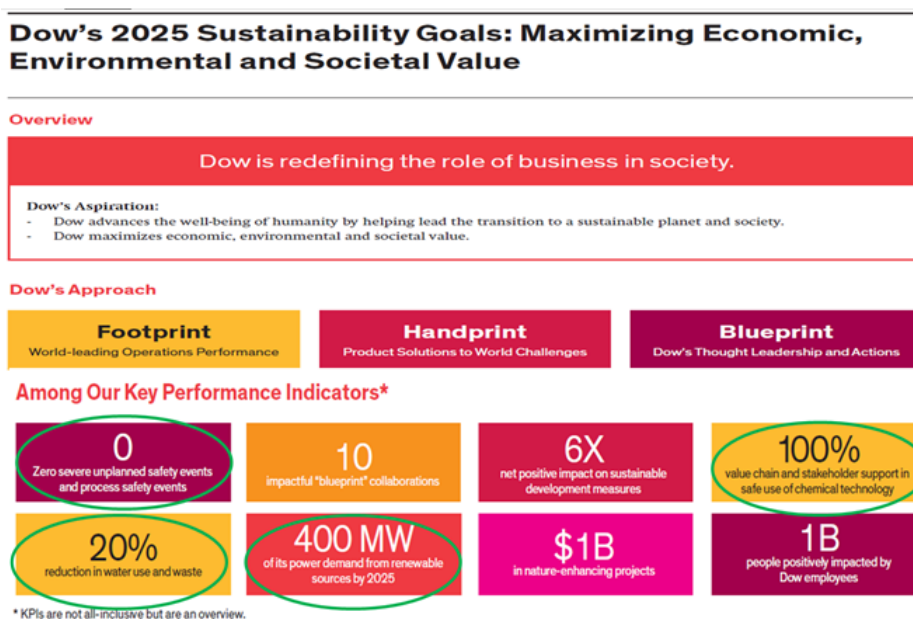 Dow's 2025 Sustainability Goals: Maximizing Economic,
Environmental and Societal Value
Overview
Dow is redefining the role of business in society.
Dow's Aspiration:
- Dow advances the well-being of humanity by helping lead the transition to a sustainable planet and society.
- Dow maximizes economic, environmental and societal value.
Dow's Approach
Footprint
World-leading Operations Performance
Handprint
Product Solutions to World Challenges
Blueprint
Dow's Thought Leadership and Actions
Among Our Key Performance Indicators*
0
Zero severe unplanned safety events
and process safety events
10
impactful "blueprint" collaborations
6X
net positive impact on sustainable
development measures
100%
value chain and stakeholder support in
safe use of chemical technology
20%
reduction in water use and waste
400 MW
of its power demand from renewable
sources by 2025
$1B
in nature-enhancing projects
1B
people positively impacted by
Dow employees
* KPIs are not all-inclusive but are an overview.